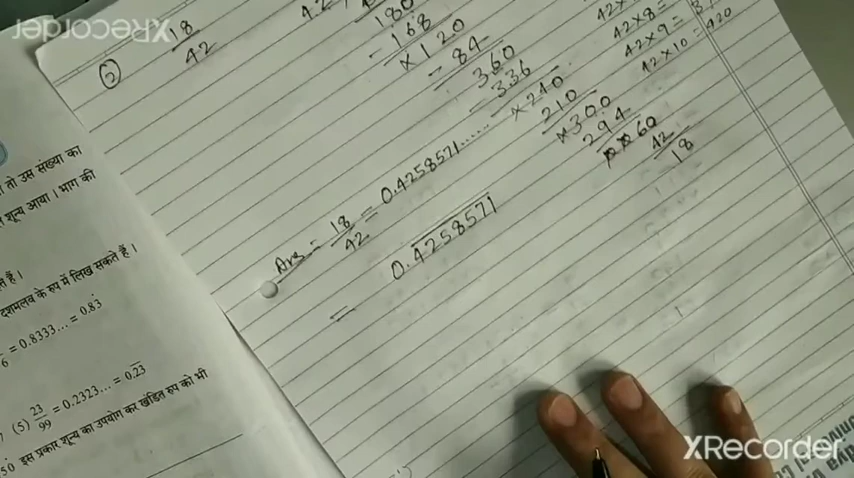 XRecorder
② 18/42
180
- 168
× 120
- 84
360
- 336
× 240
210
× 300
294
× × 60
42
18
42×8=
42×9=
42×10=420
Ans = 18/42 = 0.4258571......
= 0.4258571
तो उस संख्या का
शून्य आया । भाग की
हैं ।
दशमलव के रुप में लिख सकते हैं ।
= 0.8333... = 0.83̇
(5) 23/99 = 0.2323... = 0.23
इस प्रकार शून्य का उपयोग कर खंडित रुप को भी
XRecorder